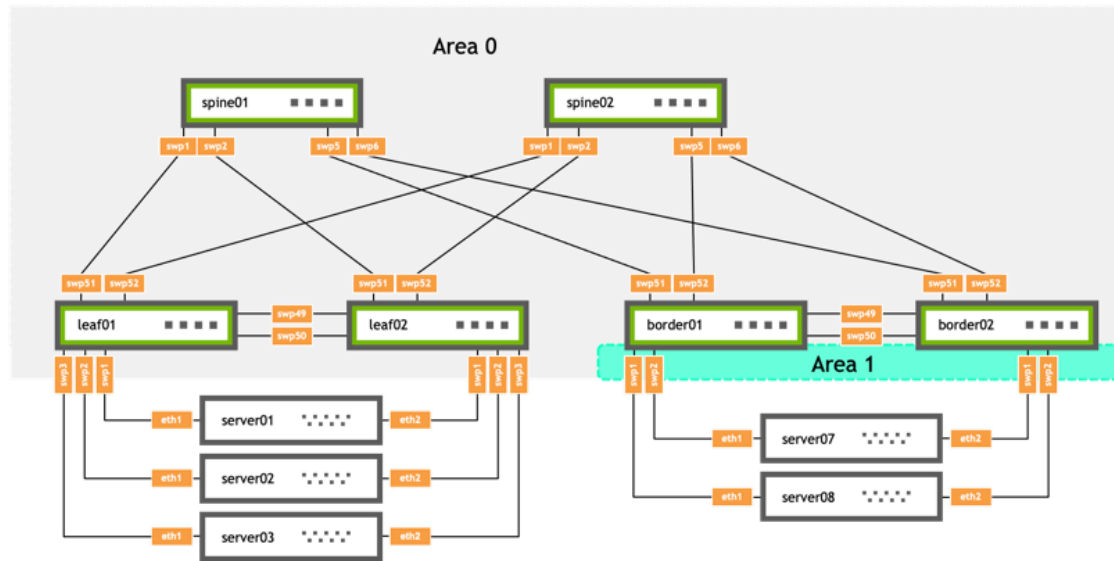 Area 0
spine01
spine02
swp1 swp2 swp5 swp6
swp1 swp2 swp5 swp6
swp51 swp52
swp51 swp52
swp51 swp52
swp51 swp52
leaf01
swp49
swp50
leaf02
border01
swp49
swp50
border02
Area 1
swp3 swp2 swp1
swp1 swp2 swp3
swp1 swp2
swp1 swp2
eth1 server01 eth2
eth1 server02 eth2
eth1 server03 eth2
eth1 server07 eth2
eth1 server08 eth2